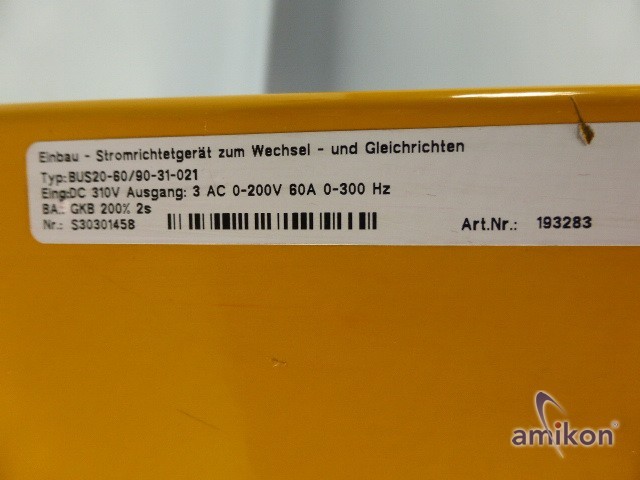 Einbau - Stromrichtetgerät zum Wechsel - und Gleichrichten
Typ:BUS20-60/90-31-021
Eing:DC 310V Ausgang: 3 AC 0-200V 60A 0-300 Hz
BA.: GKB 200% 2s
Nr.: S30301458
Art.Nr.: 193283
amikon®